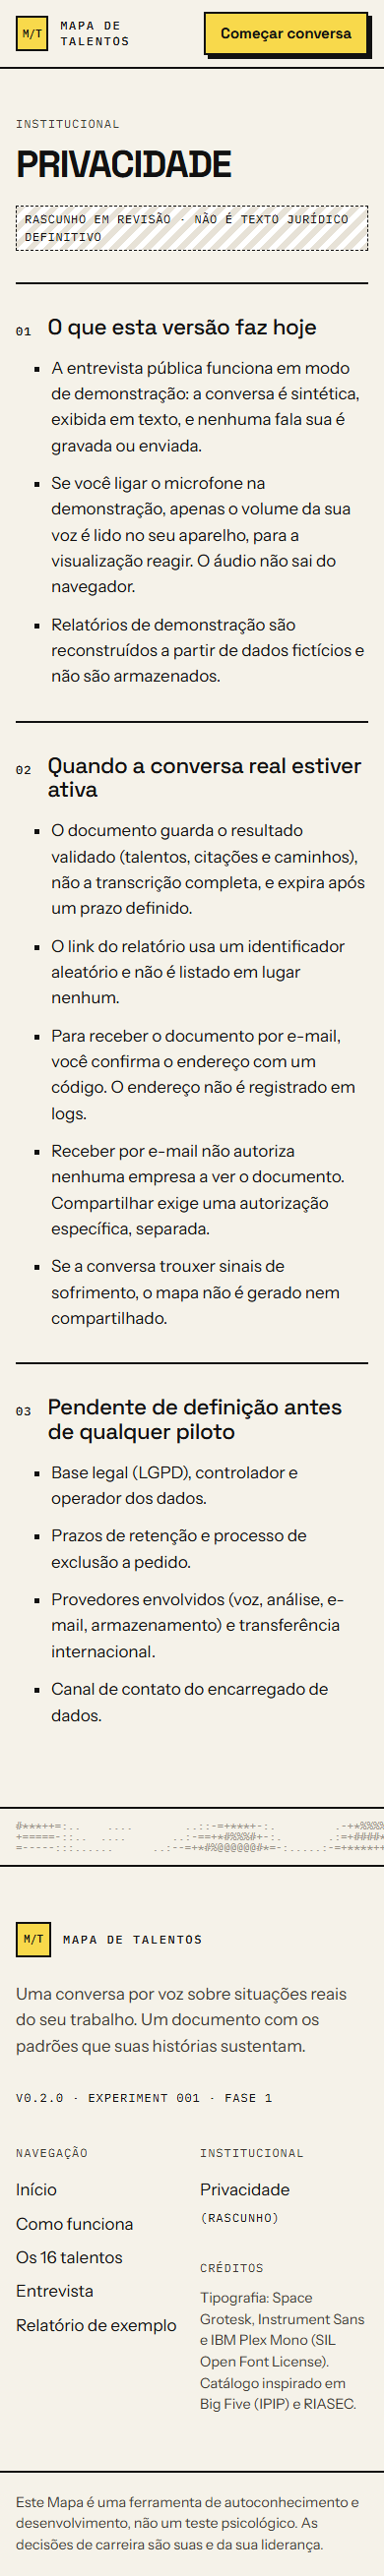 M/T
MAPA DE
TALENTOS
Começar conversa
INSTITUCIONAL
PRIVACIDADE
RASCUNHO EM REVISÃO · NÃO É TEXTO JURÍDICO
DEFINITIVO
01 O que esta versão faz hoje
A entrevista pública funciona em modo
de demonstração: a conversa é sintética,
exibida em texto, e nenhuma fala sua é
gravada ou enviada.
Se você ligar o microfone na
demonstração, apenas o volume da sua
voz é lido no seu aparelho, para a
visualização reagir. O áudio não sai do
navegador.
Relatórios de demonstração são
reconstruídos a partir de dados fictícios e
não são armazenados.
02 Quando a conversa real estiver
ativa
O documento guarda o resultado
validado (talentos, citações e caminhos),
não a transcrição completa, e expira após
um prazo definido.
O link do relatório usa um identificador
aleatório e não é listado em lugar
nenhum.
Para receber o documento por e-mail,
você confirma o endereço com um
código. O endereço não é registrado em
logs.
Receber por e-mail não autoriza
nenhuma empresa a ver o documento.
Compartilhar exige uma autorização
específica, separada.
Se a conversa trouxer sinais de
sofrimento, o mapa não é gerado nem
compartilhado.
03 Pendente de definição antes
de qualquer piloto
Base legal (LGPD), controlador e
operador dos dados.
Prazos de retenção e processo de
exclusão a pedido.
Provedores envolvidos (voz, análise, e-
mail, armazenamento) e transferência
internacional.
Canal de contato do encarregado de
dados.
M/T MAPA DE TALENTOS
Uma conversa por voz sobre situações reais
do seu trabalho. Um documento com os
padrões que suas histórias sustentam.
V0.2.0 · EXPERIMENT 001 · FASE 1
NAVEGAÇÃO
Início
Como funciona
Os 16 talentos
Entrevista
Relatório de exemplo
INSTITUCIONAL
Privacidade
(RASCUNHO)
CRÉDITOS
Tipografia: Space
Grotesk, Instrument Sans
e IBM Plex Mono (SIL
Open Font License).
Catálogo inspirado em
Big Five (IPIP) e RIASEC.
Este Mapa é uma ferramenta de autoconhecimento e
desenvolvimento, não um teste psicológico. As
decisões de carreira são suas e da sua liderança.